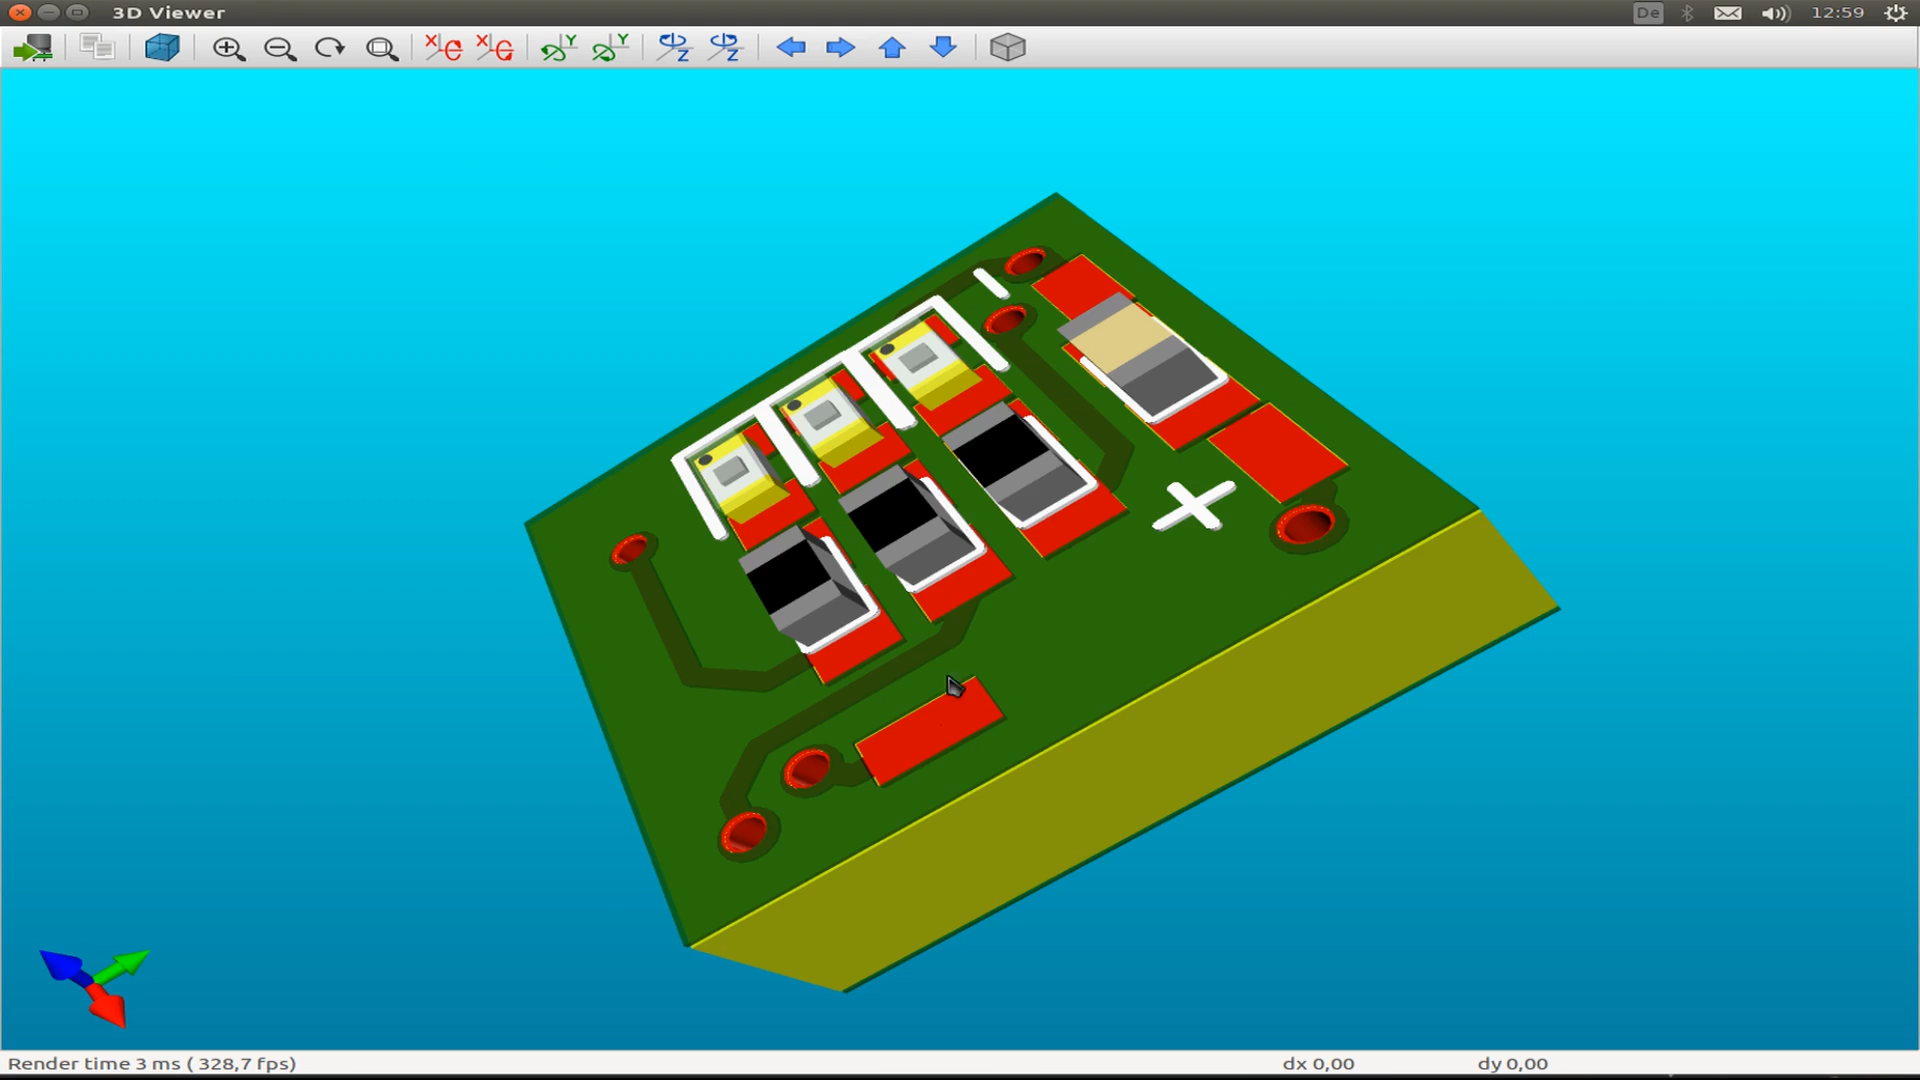 3D Viewer
De
12:59
X
X
Y
Y
Z
Z
Render time 3 ms ( 328,7 fps)
dx 0,00
dy 0,00